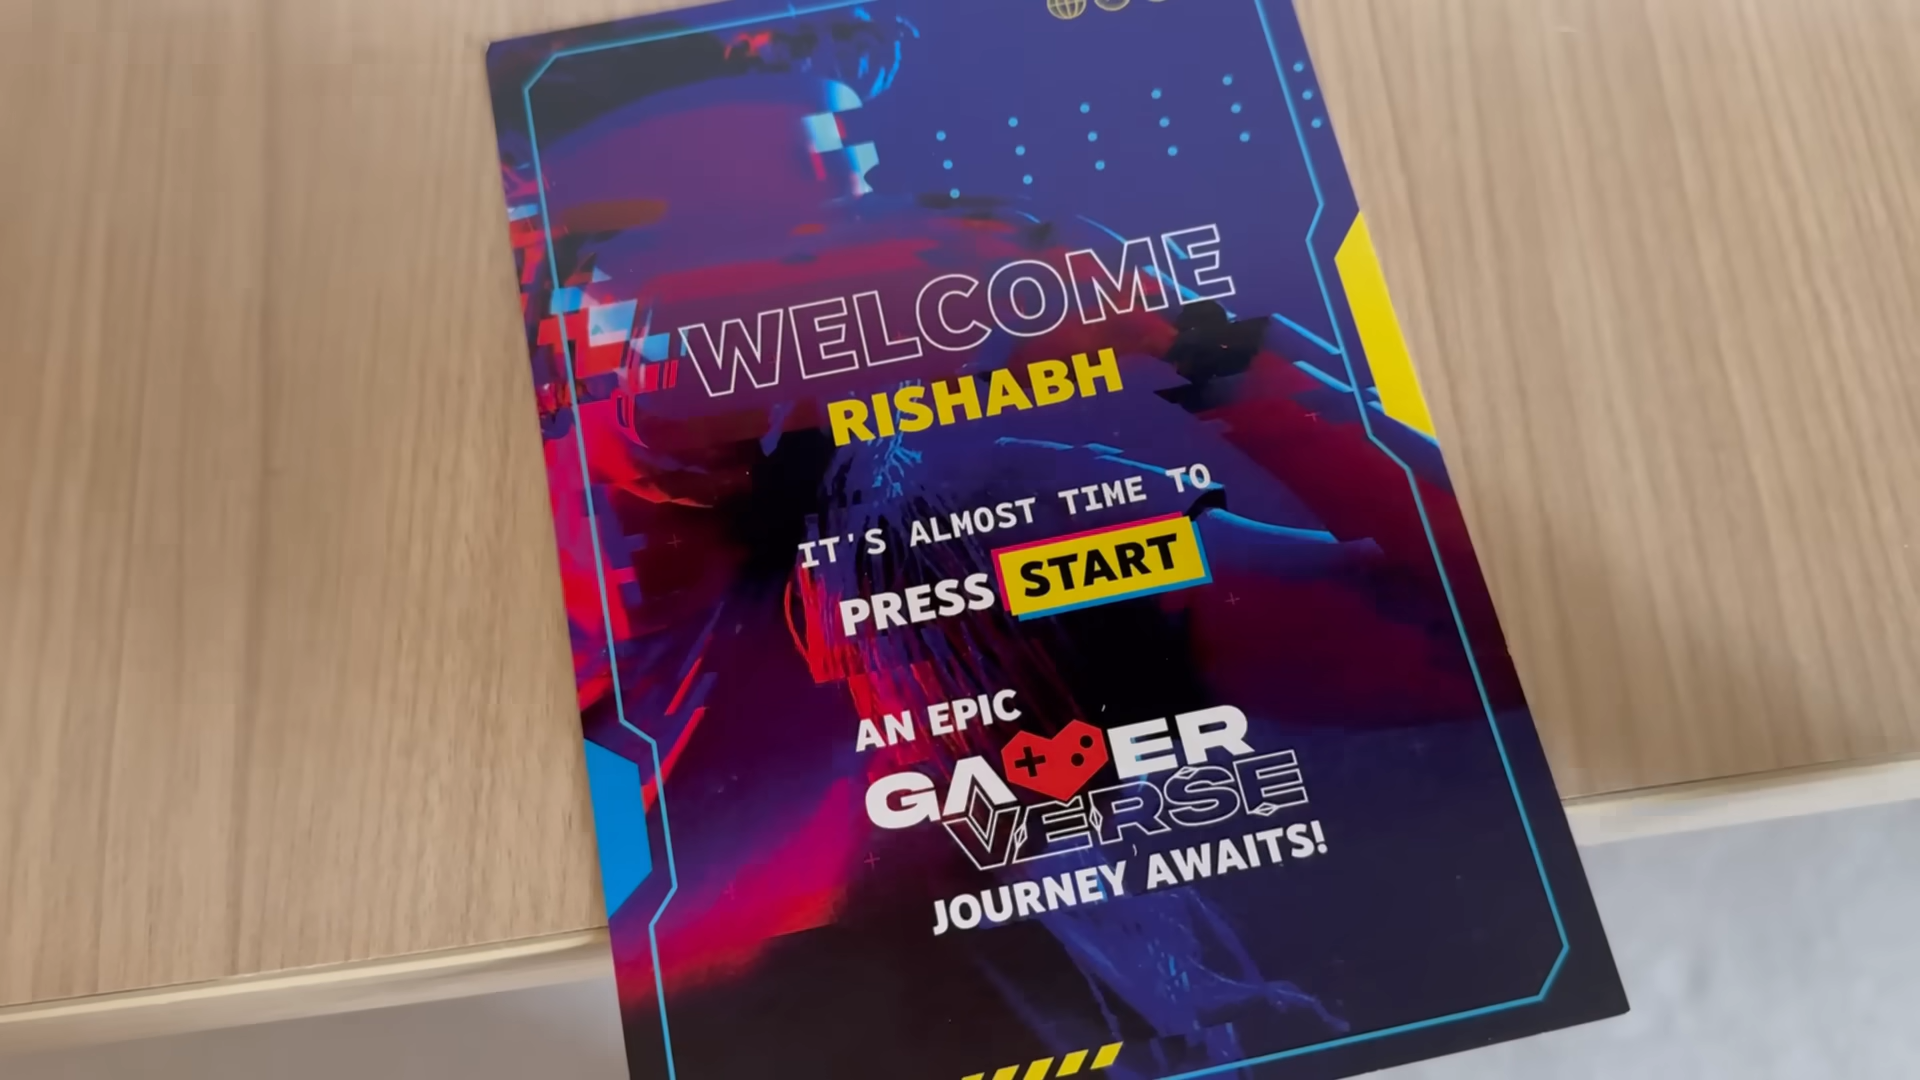 WELCOME
RISHABH
IT'S ALMOST TIME TO
PRESS START
AN EPIC
GAMER
VERSE
JOURNEY AWAITS!